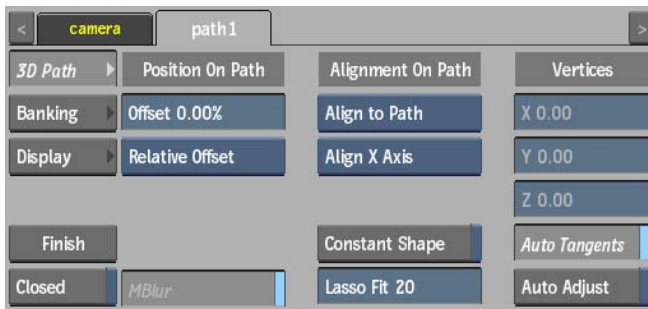 < camera path1 >
3D Path Position On Path Alignment On Path Vertices
Banking Offset 0.00% Align to Path X 0.00
Display Relative Offset Align X Axis Y 0.00
Z 0.00
Finish Constant Shape Auto Tangents
Closed MBlur Lasso Fit 20 Auto Adjust